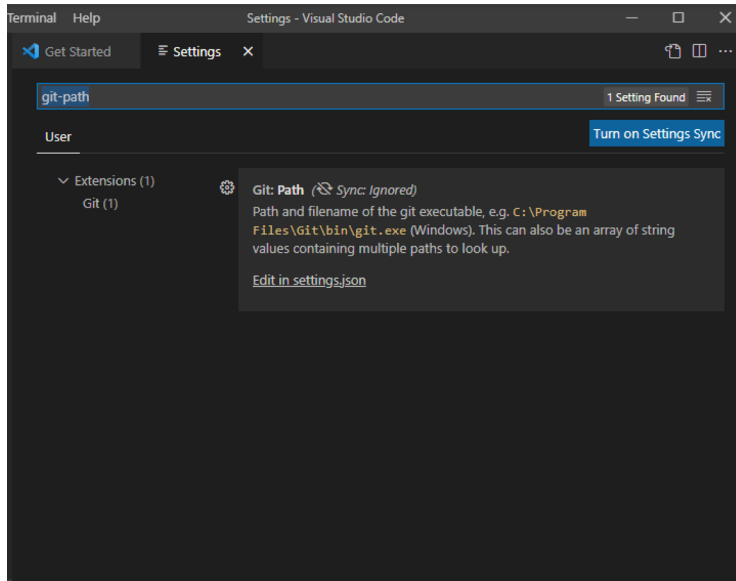 Terminal Help Settings - Visual Studio Code
Get Started Settings
git-path 1 Setting Found
User Turn on Settings Sync
Extensions (1)
Git (1)
Git: Path (Sync: Ignored)
Path and filename of the git executable, e.g. C:\Program
Files\Git\bin\git.exe (Windows). This can also be an array of string
values containing multiple paths to look up.
Edit in settings.json